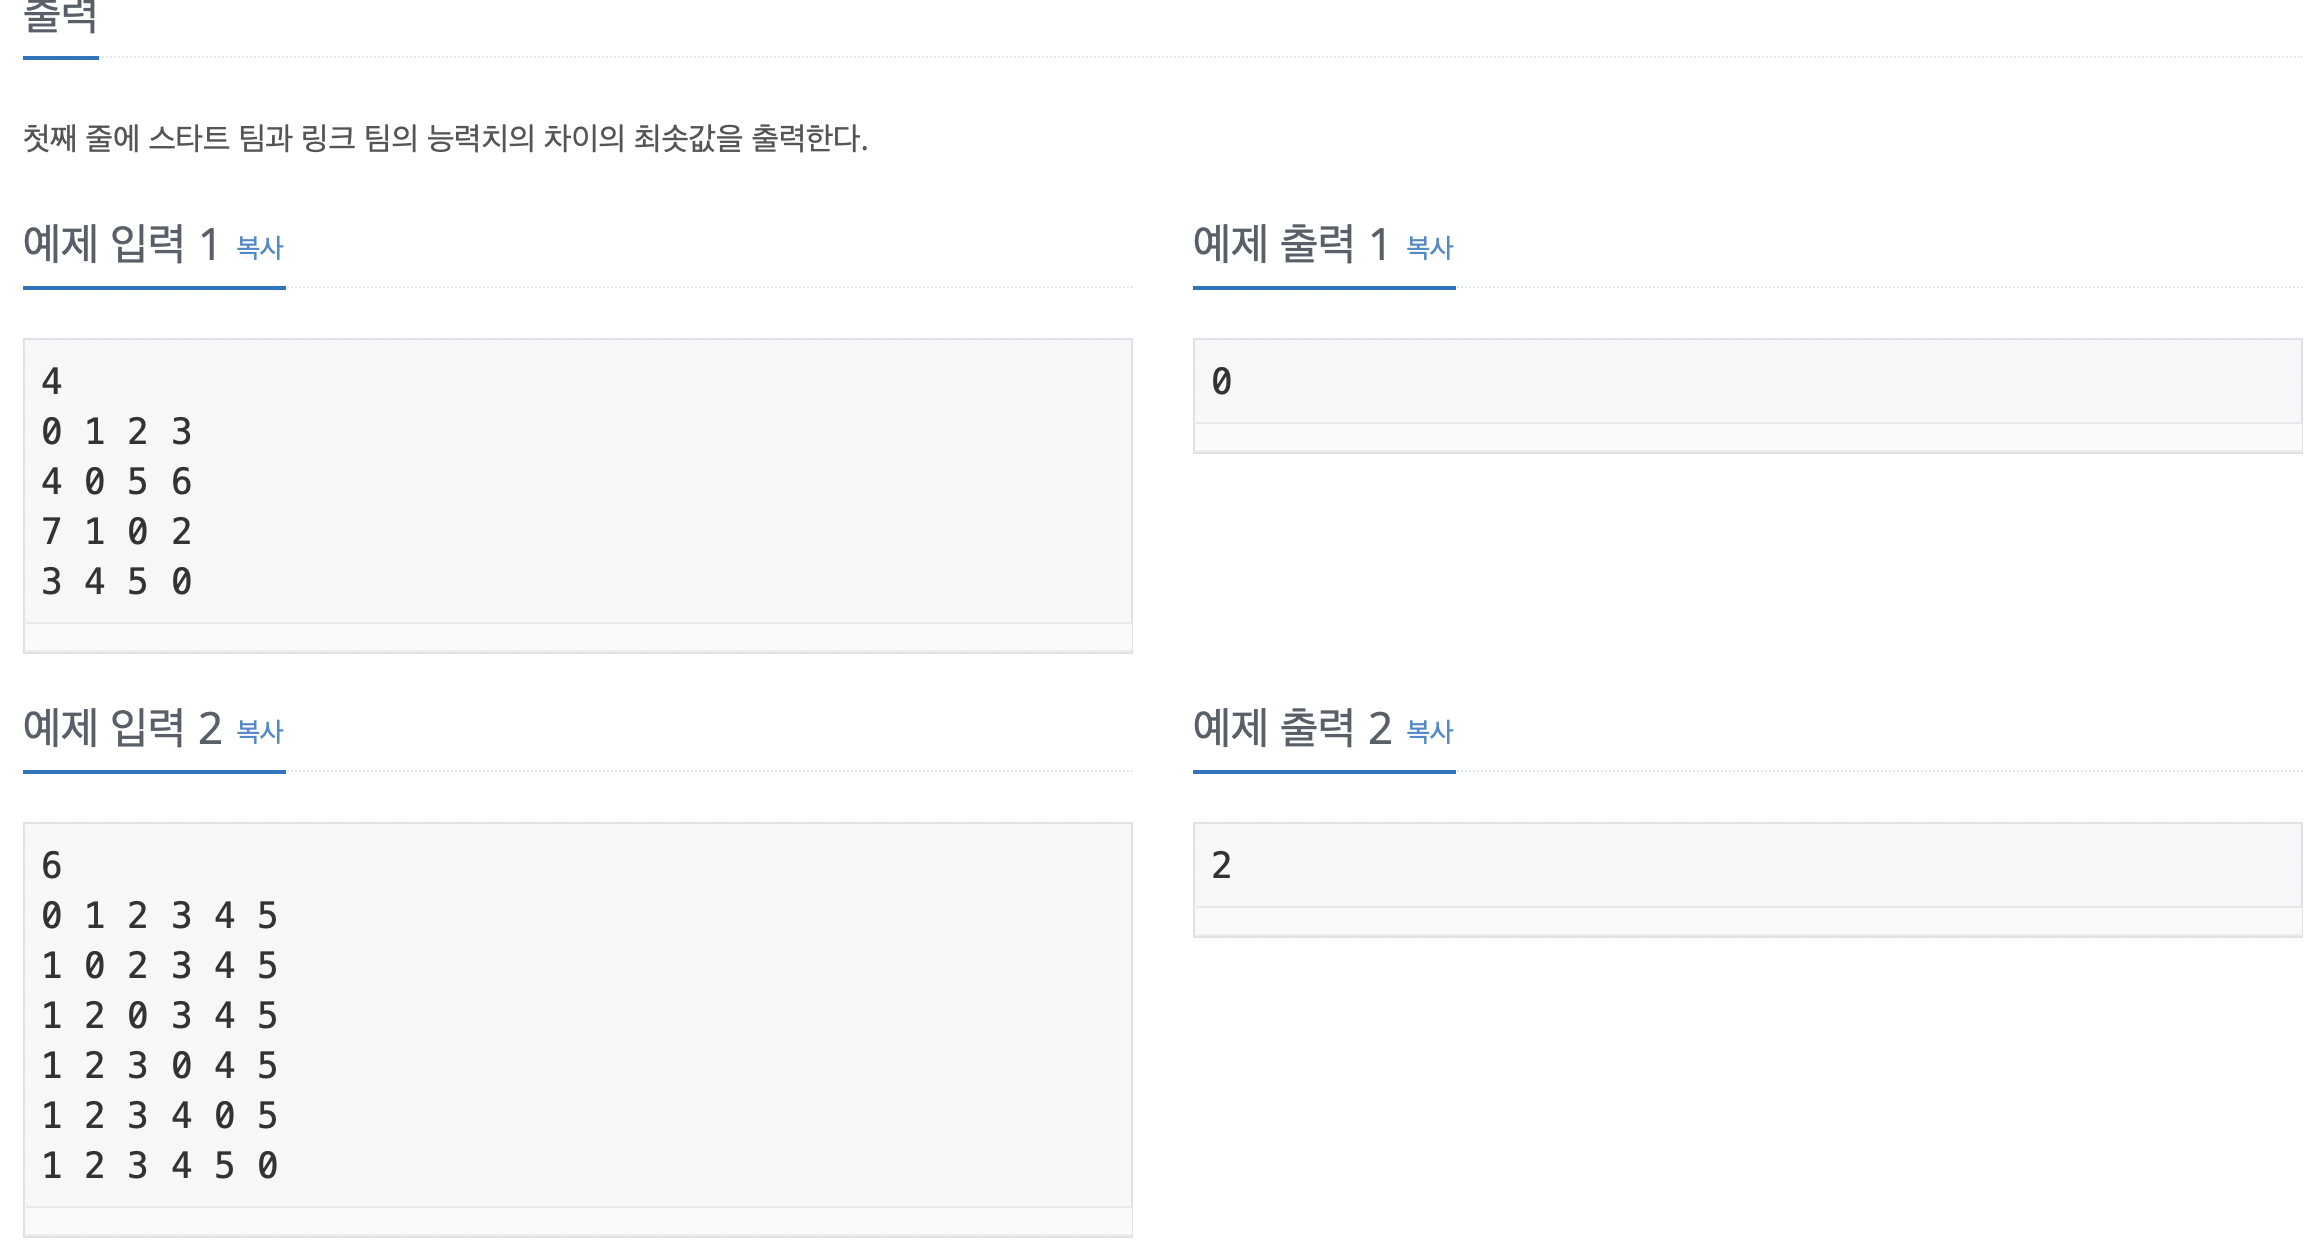 출력
첫째 줄에 스타트 팀과 링크 팀의 능력치의 차이의 최솟값을 출력한다.
예제 입력 1 복사
4
0 1 2 3
4 0 5 6
7 1 0 2
3 4 5 0
예제 출력 1 복사
0
예제 입력 2 복사
6
0 1 2 3 4 5
1 0 2 3 4 5
1 2 0 3 4 5
1 2 3 0 4 5
1 2 3 4 0 5
1 2 3 4 5 0
예제 출력 2 복사
2